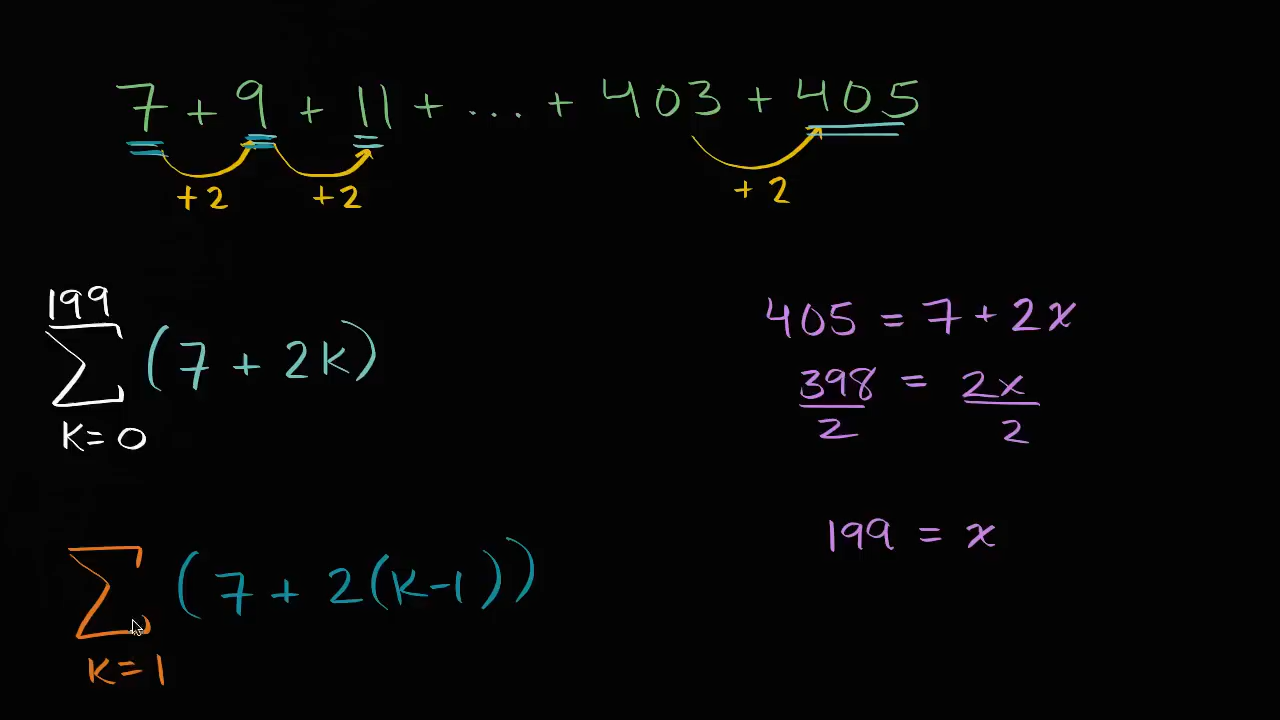 7 + 9 + 11 + ... + 403 + 405
+2 +2 + 2
199
∑ (7 + 2k)
k=0
405 = 7 + 2x
398 = 2x
2 2
199 = x
∑ (7 + 2(k-1))
k=1